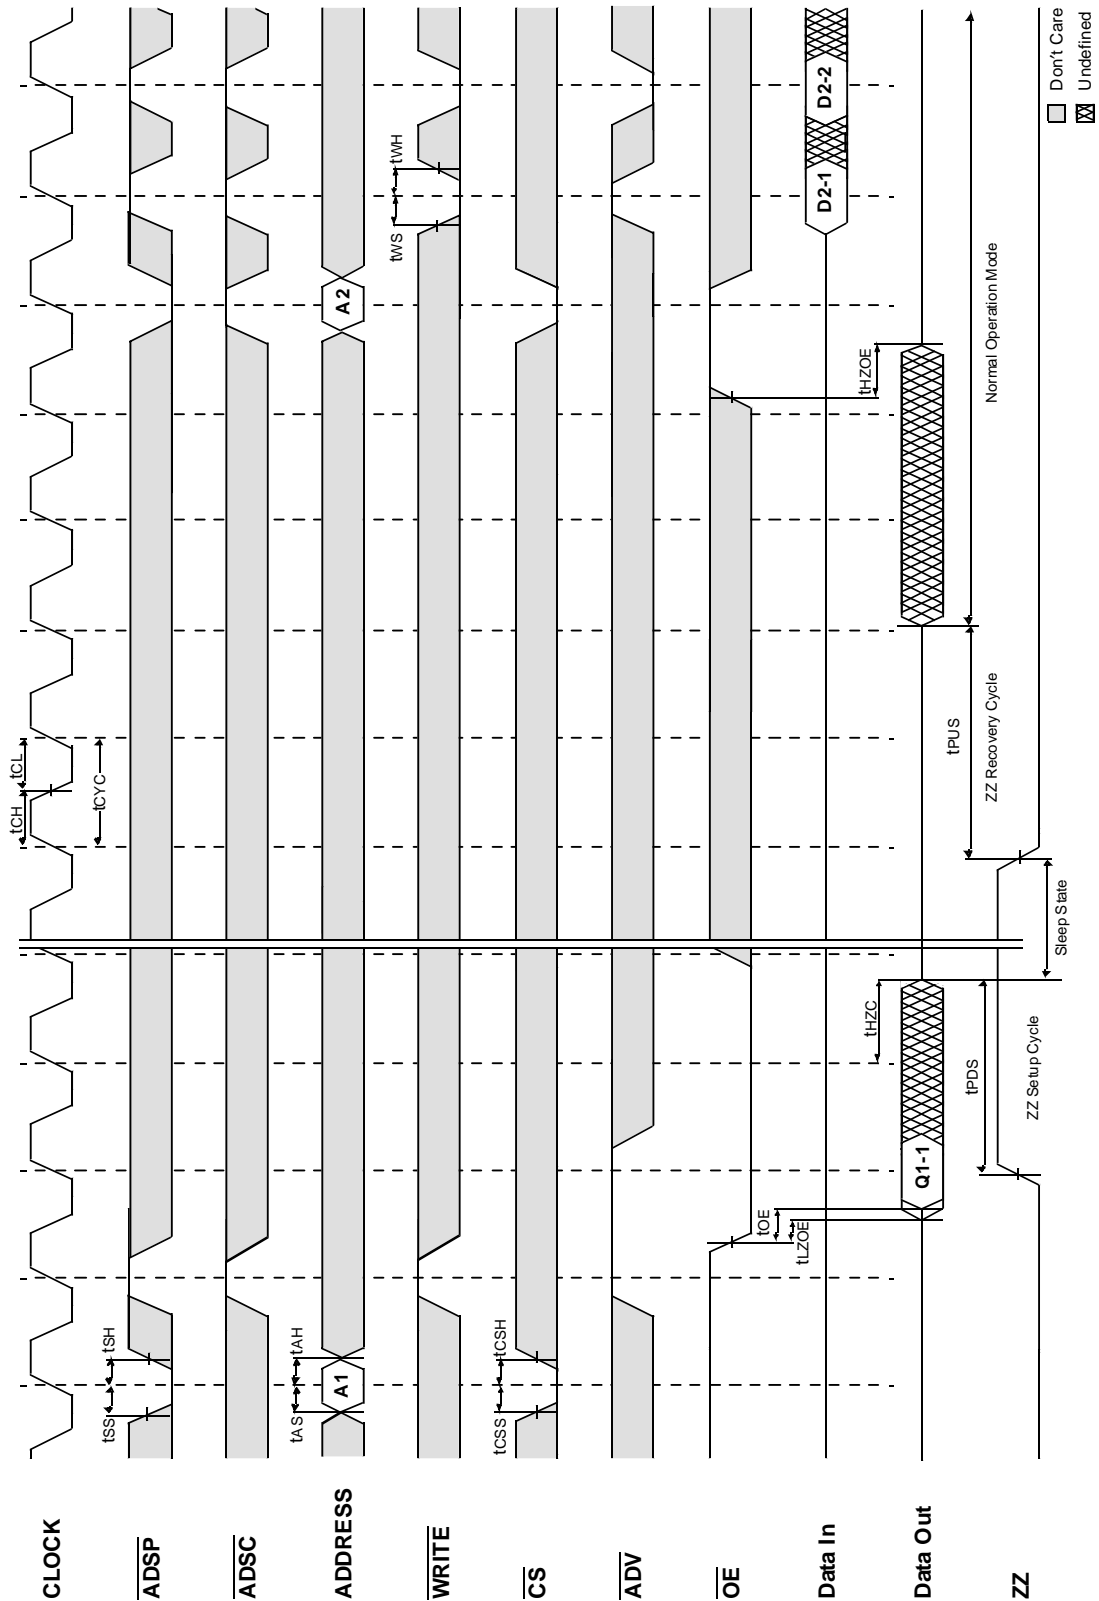 CLOCK
tCH
tCL
tCYC
ADSP
tSS
tSH
ADSC
ADDRESS
tAS
tAH
A1
A2
WRITE
tWS
tWH
CS
tCSS
tCSH
ADV
OE
tOE
tLZOE
tHZOE
Data In
D2-1
D2-2
Data Out
Q1-1
tHZC
tPDS
tPUS
ZZ Setup Cycle
Sleep State
ZZ Recovery Cycle
Normal Operation Mode
ZZ
Don't Care
Undefined